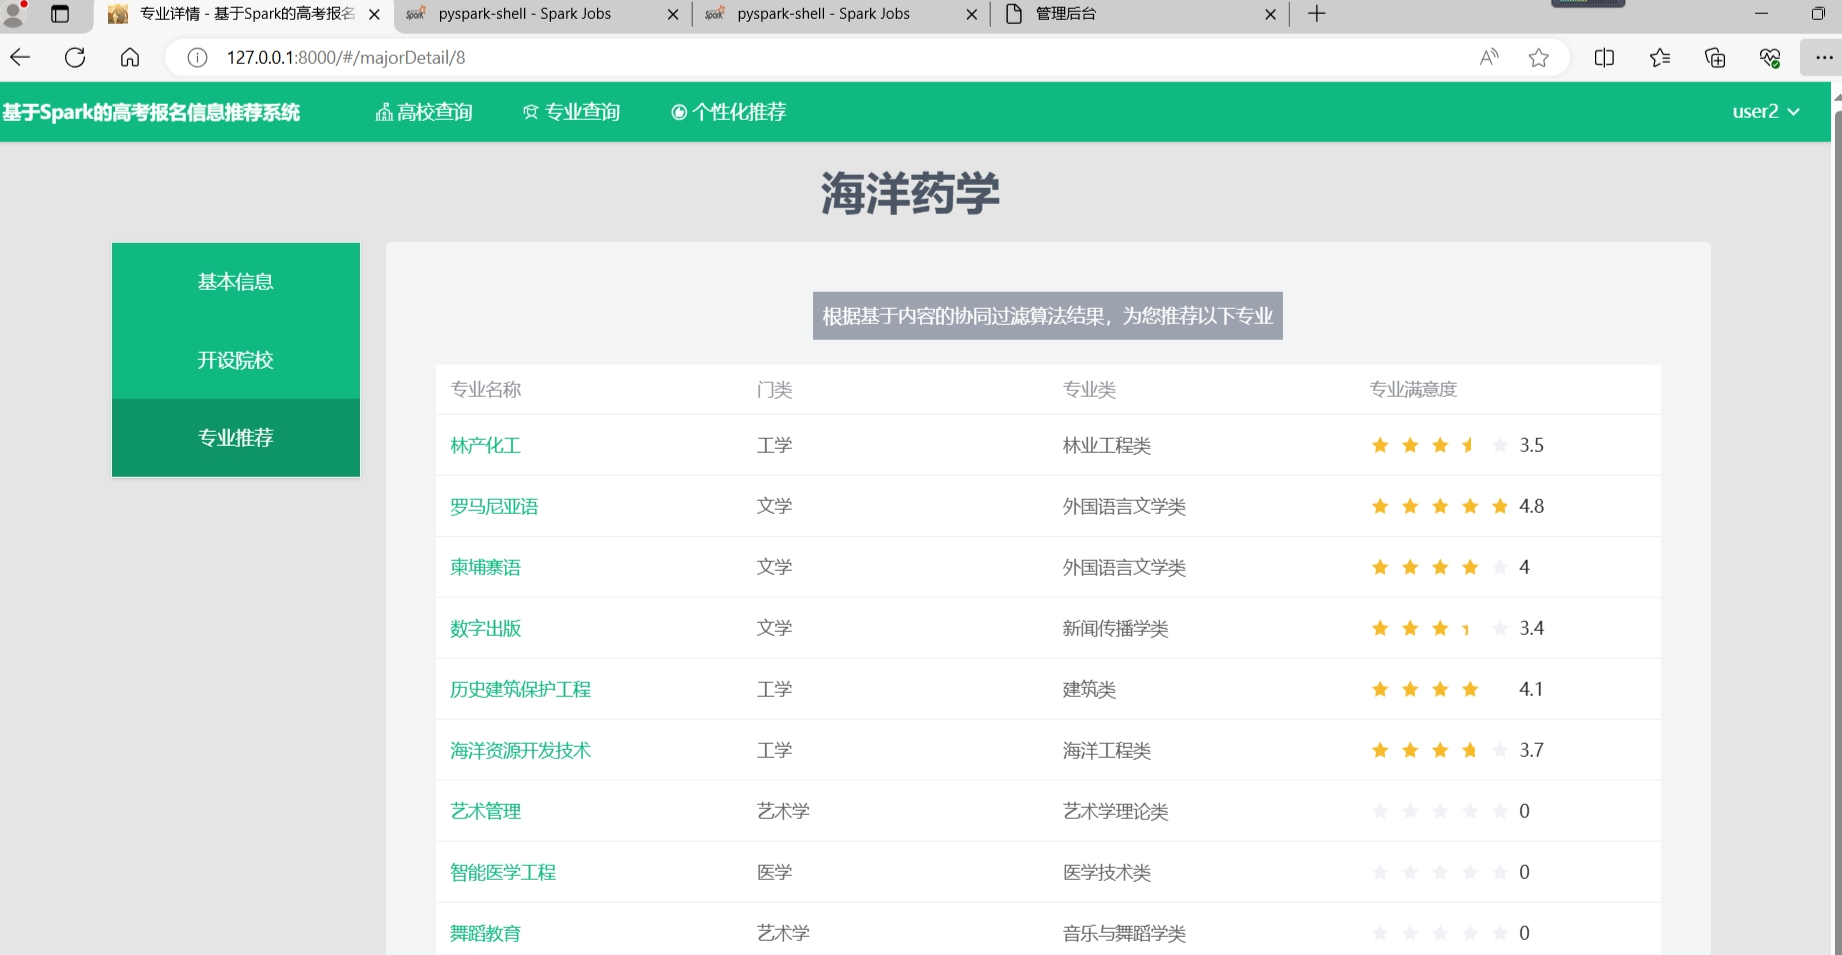 专业详情 - 基于Spark的高考报名
pyspark-shell - Spark Jobs
pyspark-shell - Spark Jobs
管理后台
127.0.0.1:8000/#/majorDetail/8
基于Spark的高考报名信息推荐系统
高校查询
专业查询
个性化推荐
user2
海洋药学
基本信息
开设院校
专业推荐
根据基于内容的协同过滤算法结果，为您推荐以下专业
专业名称 门类 专业类 专业满意度
林产化工 工学 林业工程类 3.5
罗马尼亚语 文学 外国语言文学类 4.8
柬埔寨语 文学 外国语言文学类 4
数字出版 文学 新闻传播学类 3.4
历史建筑保护工程 工学 建筑类 4.1
海洋资源开发技术 工学 海洋工程类 3.7
艺术管理 艺术学 艺术学理论类 0
智能医学工程 医学 医学技术类 0
舞蹈教育 艺术学 音乐与舞蹈学类 0